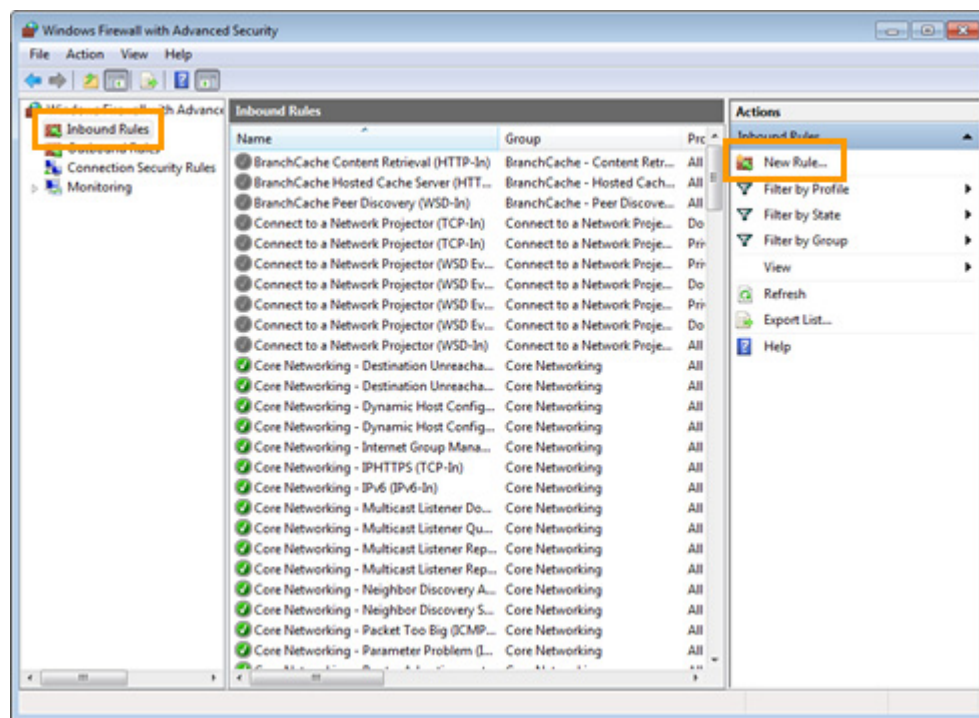 Windows Firewall with Advanced Security
File Action View Help
Inbound Rules
Connection Security Rules
Monitoring
Inbound Rules
Name Group
BranchCache Content Retrieval (HTTP-In) BranchCache - Content Retr... All
BranchCache Hosted Cache Server (HTT... BranchCache - Hosted Cach... All
BranchCache Peer Discovery (WSD-In) BranchCache - Peer Discove... All
Connect to a Network Projector (TCP-In) Connect to a Network Proje... Do
Connect to a Network Projector (TCP-In) Connect to a Network Proje... Pri
Connect to a Network Projector (WSD Ev... Connect to a Network Proje... Pri
Connect to a Network Projector (WSD Ev... Connect to a Network Proje... Do
Connect to a Network Projector (WSD Ev... Connect to a Network Proje... Pri
Connect to a Network Projector (WSD Ev... Connect to a Network Proje... Do
Connect to a Network Projector (WSD-In) Connect to a Network Proje... All
Core Networking - Destination Unreacha... Core Networking All
Core Networking - Destination Unreacha... Core Networking All
Core Networking - Dynamic Host Config... Core Networking All
Core Networking - Dynamic Host Config... Core Networking All
Core Networking - Internet Group Mana... Core Networking All
Core Networking - IPHTTPS (TCP-In) Core Networking All
Core Networking - IPv6 (IPv6-In) Core Networking All
Core Networking - Multicast Listener Do... Core Networking All
Core Networking - Multicast Listener Qu... Core Networking All
Core Networking - Multicast Listener Rep... Core Networking All
Core Networking - Multicast Listener Rep... Core Networking All
Core Networking - Neighbor Discovery A... Core Networking All
Core Networking - Neighbor Discovery S... Core Networking All
Core Networking - Packet Too Big (ICMP... Core Networking All
Core Networking - Parameter Problem (I... Core Networking All
Actions
Inbound Rules
New Rule...
Filter by Profile
Filter by State
Filter by Group
View
Refresh
Export List...
Help